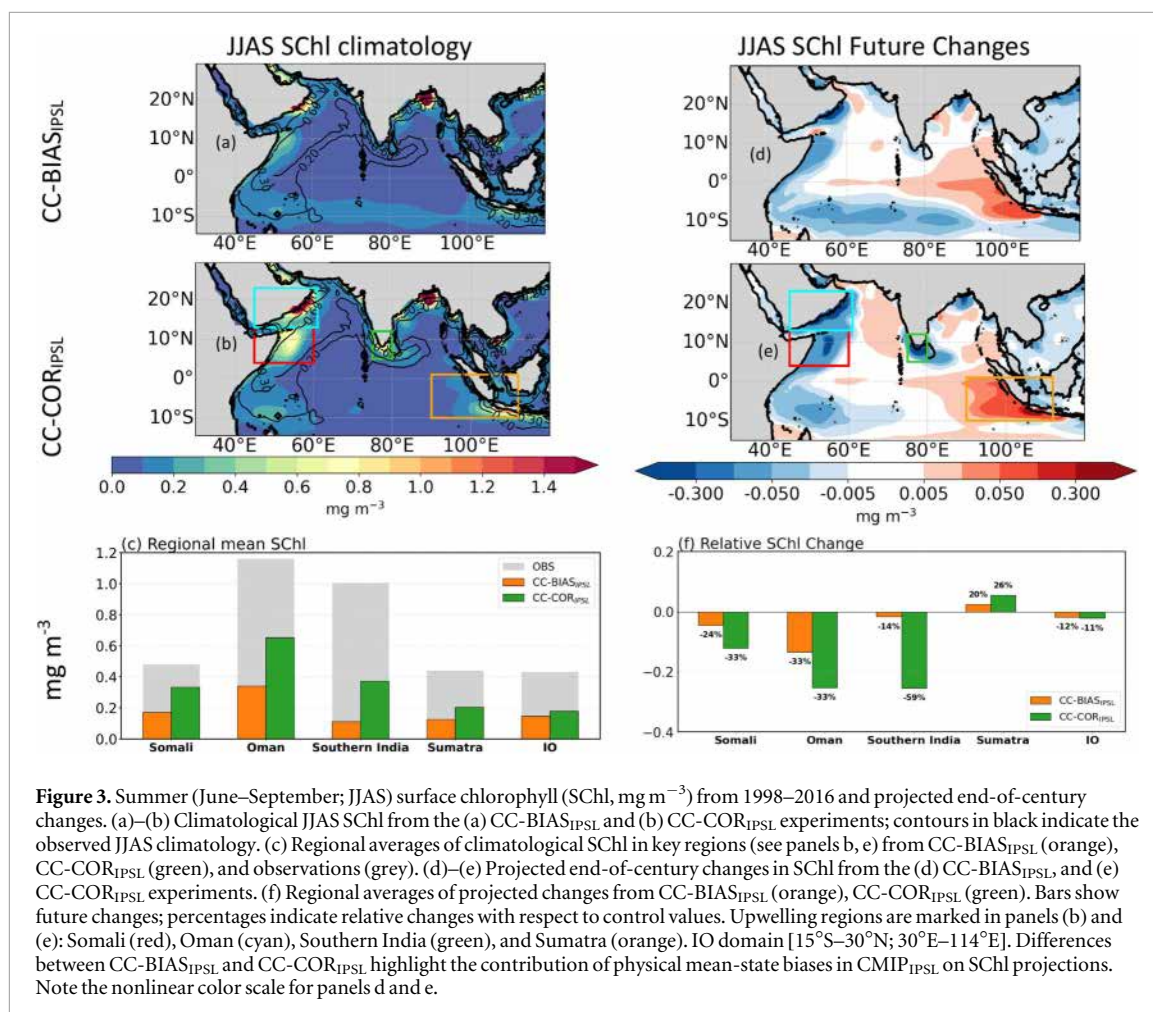 JJAS SChl climatology
JJAS SChl Future Changes
CC-BIAS_IPSL
20°N
10°N
0°
10°S
(a)
0.20
40°E 60°E 80°E 100°E
20°N
10°N
0°
10°S
(d)
40°E 60°E 80°E 100°E
CC-COR_IPSL
20°N
10°N
0°
10°S
(b)
40°E 60°E 80°E 100°E
20°N
10°N
0°
10°S
(e)
40°E 60°E 80°E 100°E
0.0 0.2 0.4 0.6 0.8 1.0 1.2 1.4
mg m⁻³
-0.300 -0.050 -0.005 0.005 0.050 0.300
mg m⁻³
(c) Regional mean SChl
mg m⁻³
1.2
1.0
0.8
0.6
0.4
0.2
0.0
OBS
CC-BIAS_IPSL
CC-COR_IPSL
Somali Oman Southern India Sumatra IO
(f) Relative SChl Change
0.2
0.0
−0.2
−0.4
-24%
-33%
-33%
-33%
-14%
-59%
20%
26%
-12%
-11%
CC-BIAS_IPSL
CC-COR_IPSL
Somali Oman Southern India Sumatra IO
Figure 3. Summer (June–September; JJAS) surface chlorophyll (SChl, mg m⁻³) from 1998–2016 and projected end-of-century
changes. (a)–(b) Climatological JJAS SChl from the (a) CC-BIAS_IPSL and (b) CC-COR_IPSL experiments; contours in black indicate the
observed JJAS climatology. (c) Regional averages of climatological SChl in key regions (see panels b, e) from CC-BIAS_IPSL (orange),
CC-COR_IPSL (green), and observations (grey). (d)–(e) Projected end-of-century changes in SChl from the (d) CC-BIAS_IPSL, and (e)
CC-COR_IPSL experiments. (f) Regional averages of projected changes from CC-BIAS_IPSL (orange), CC-COR_IPSL (green). Bars show
future changes; percentages indicate relative changes with respect to control values. Upwelling regions are marked in panels (b) and
(e): Somali (red), Oman (cyan), Southern India (green), and Sumatra (orange). IO domain [15°S–30°N; 30°E–114°E]. Differences
between CC-BIAS_IPSL and CC-COR_IPSL highlight the contribution of physical mean-state biases in CMIP_IPSL on SChl projections.
Note the nonlinear color scale for panels d and e.